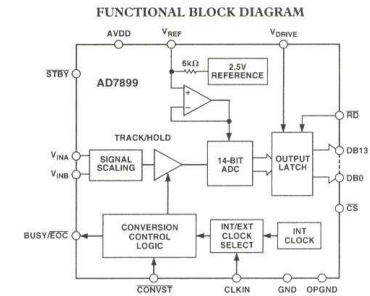 FUNCTIONAL BLOCK DIAGRAM
AVDD
VREF
VDRIVE
STBY
6kΩ
2.5V
REFERENCE
AD7899
+
−
RD
TRACK/HOLD
VINA
VINB
SIGNAL
SCALING
14-BIT
ADC
OUTPUT
LATCH
DB13
DB0
CS
BUSY/EOC
CONVERSION
CONTROL
LOGIC
INT/EXT
CLOCK
SELECT
INT
CLOCK
CONVST
CLKIN
GND
OPGND